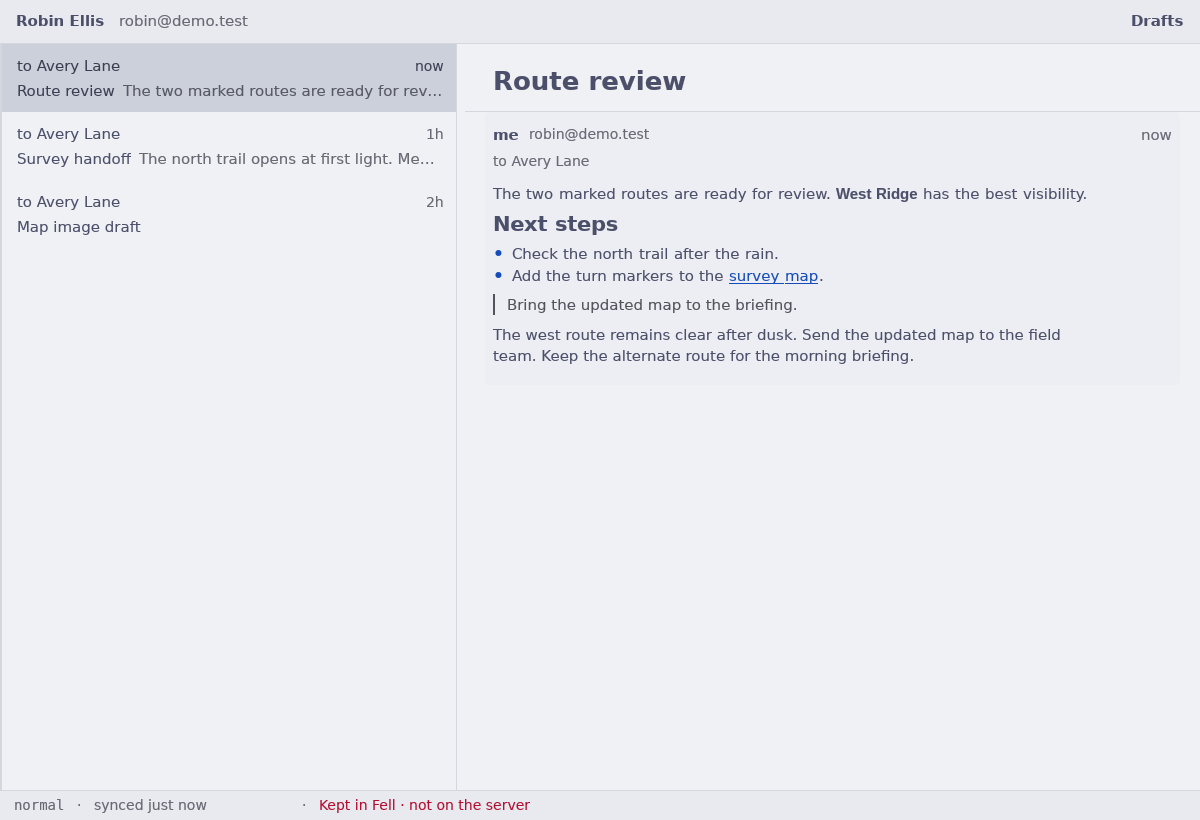 Robin Ellis robin@demo.test Drafts
to Avery Lane now
Route review The two marked routes are ready for rev…
to Avery Lane 1h
Survey handoff The north trail opens at first light. Me…
to Avery Lane 2h
Map image draft
Route review
me robin@demo.test now
to Avery Lane
The two marked routes are ready for review. West Ridge has the best visibility.
Next steps
• Check the north trail after the rain.
• Add the turn markers to the survey map.
Bring the updated map to the briefing.
The west route remains clear after dusk. Send the updated map to the field
team. Keep the alternate route for the morning briefing.
normal · synced just now · Kept in Fell · not on the server